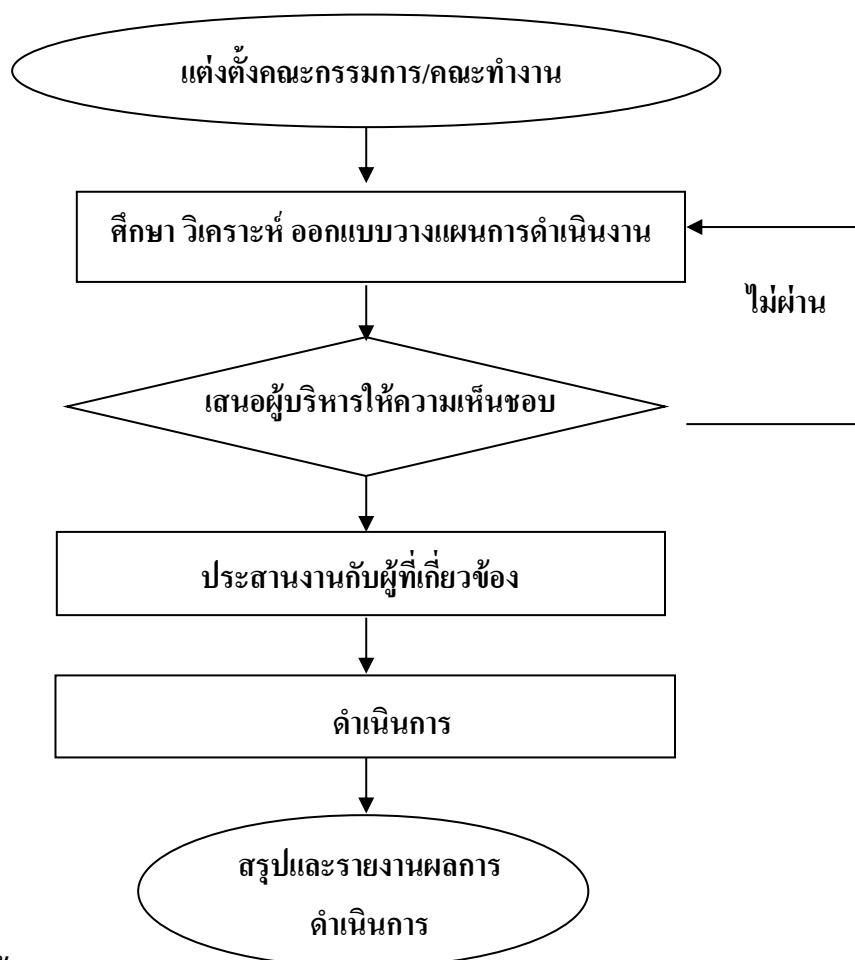 แต่งตั้งคณะกรรมการ/คณะทำงาน
ศึกษา วิเคราะห์ ออกแบบวางแผนการดำเนินงาน
ไม่ผ่าน
เสนอผู้บริหารให้ความเห็นชอบ
ประสานงานกับผู้ที่เกี่ยวข้อง
ดำเนินการ
สรุปและรายงานผลการ
ดำเนินการ